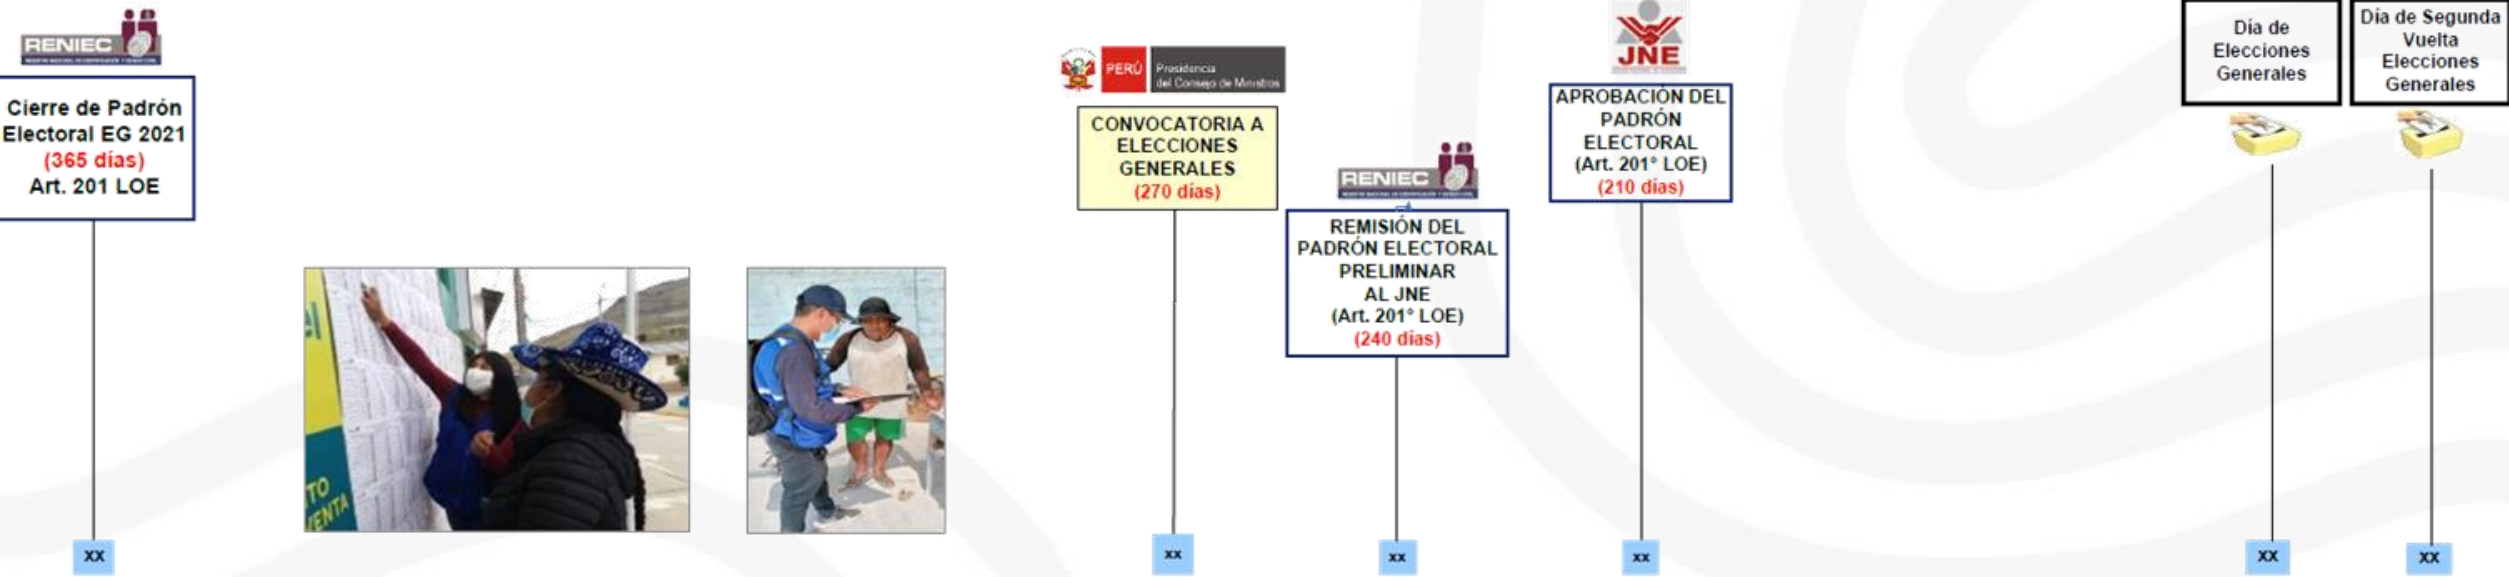 RENIEC
Cierre de Padrón
Electoral EG 2021
(365 días)
Art. 201 LOE
xx
PERÚ
Presidencia
del Consejo de Ministros
CONVOCATORIA A
ELECCIONES
GENERALES
(270 días)
xx
RENIEC
REMISIÓN DEL
PADRÓN ELECTORAL
PRELIMINAR
AL JNE
(Art. 201° LOE)
(240 días)
xx
JNE
APROBACIÓN DEL
PADRÓN
ELECTORAL
(Art. 201° LOE)
(210 días)
xx
Día de
Elecciones
Generales
xx
Día de Segunda
Vuelta
Elecciones
Generales
xx